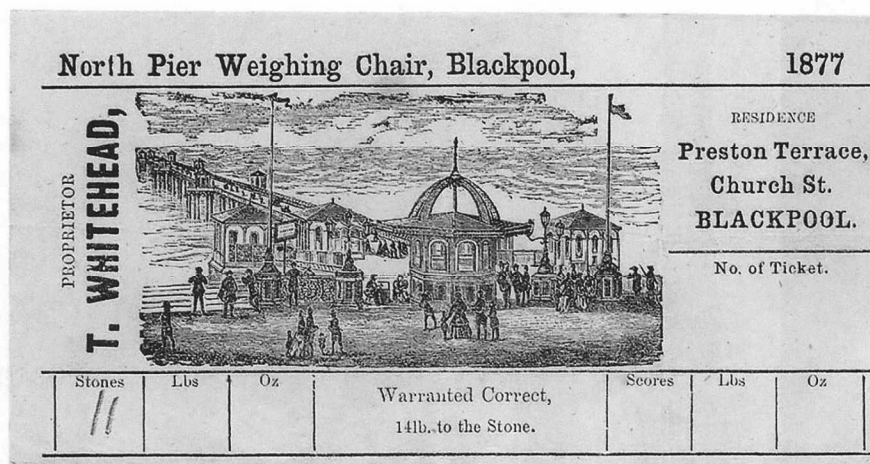 North Pier Weighing Chair, Blackpool, 1877
PROPRIETOR
T. WHITEHEAD,
RESIDENCE
Preston Terrace,
Church St.
BLACKPOOL.
No. of Ticket.
Stones Lbs Oz Scores Lbs Oz
11
Warranted Correct,
14lb. to the Stone.